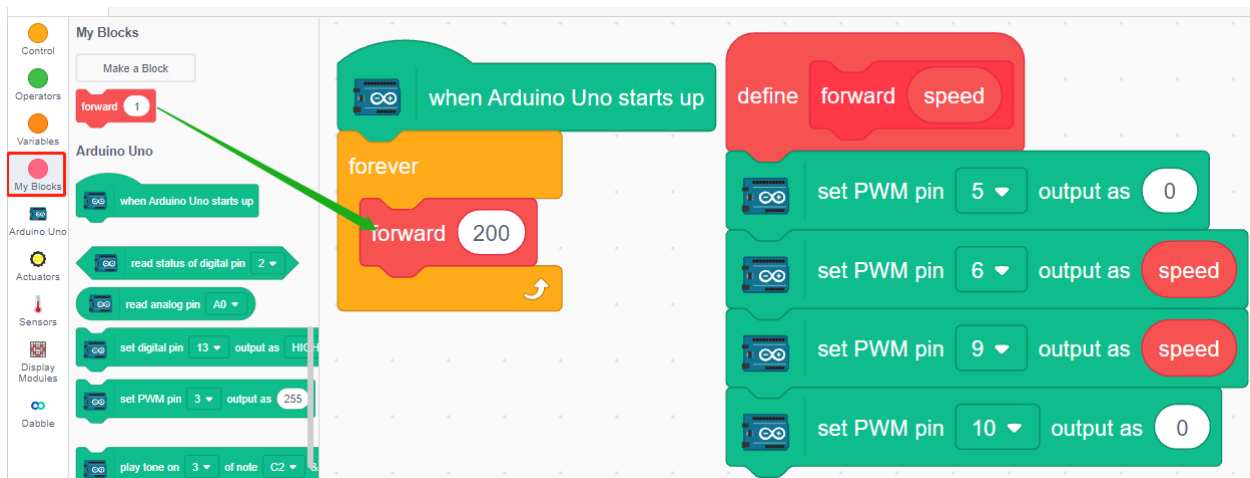 Control
Operators
Variables
My Blocks
Arduino Uno
Actuators
Sensors
Display
Modules
Dabble
My Blocks
Make a Block
forward 1
Arduino Uno
when Arduino Uno starts up
read status of digital pin 2
read analog pin A0
set digital pin 13 output as HIGH
set PWM pin 3 output as 255
play tone on 3 of note C2 &
when Arduino Uno starts up
forever
forward 200
define forward speed
set PWM pin 5 output as 0
set PWM pin 6 output as speed
set PWM pin 9 output as speed
set PWM pin 10 output as 0